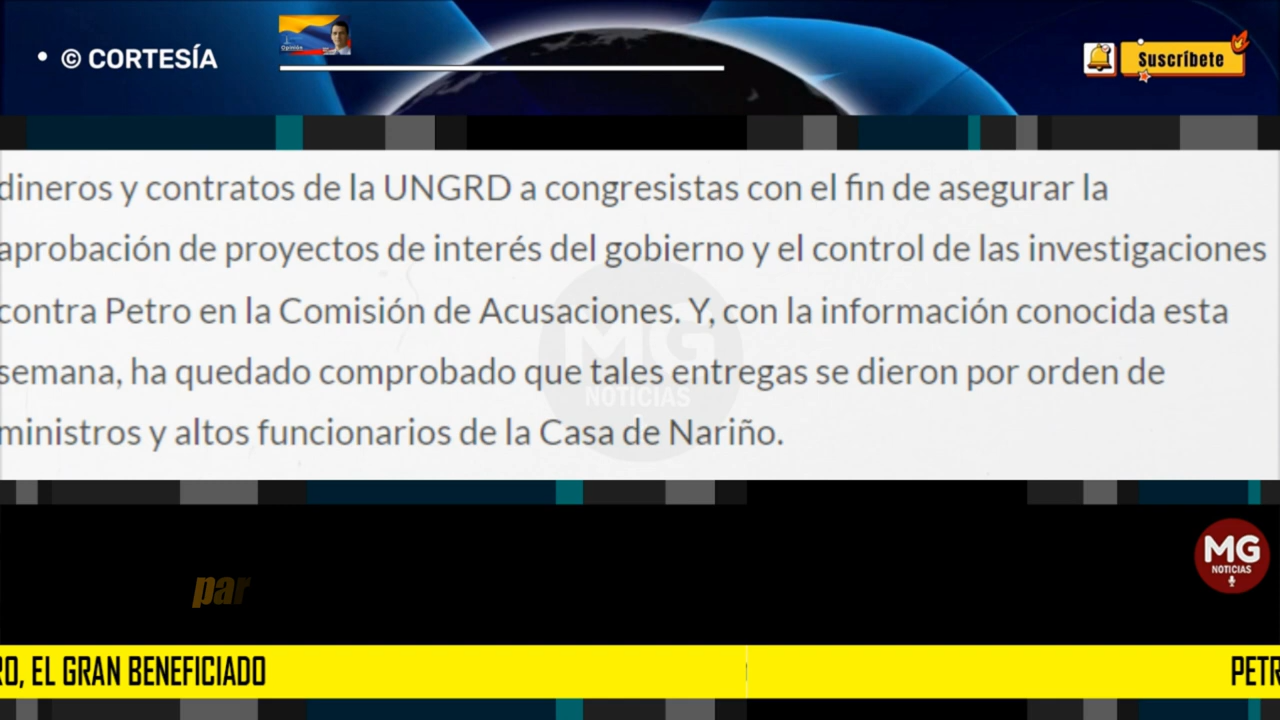 • © CORTESÍA
Opinión
Suscríbete
dineros y contratos de la UNGRD a congresistas con el fin de asegurar la
aprobación de proyectos de interés del gobierno y el control de las investigaciones
contra Petro en la Comisión de Acusaciones. Y, con la información conocida esta
semana, ha quedado comprobado que tales entregas se dieron por orden de
ministros y altos funcionarios de la Casa de Nariño.
MG
NOTICIAS
MG
NOTICIAS
par
RO, EL GRAN BENEFICIADO
PETR